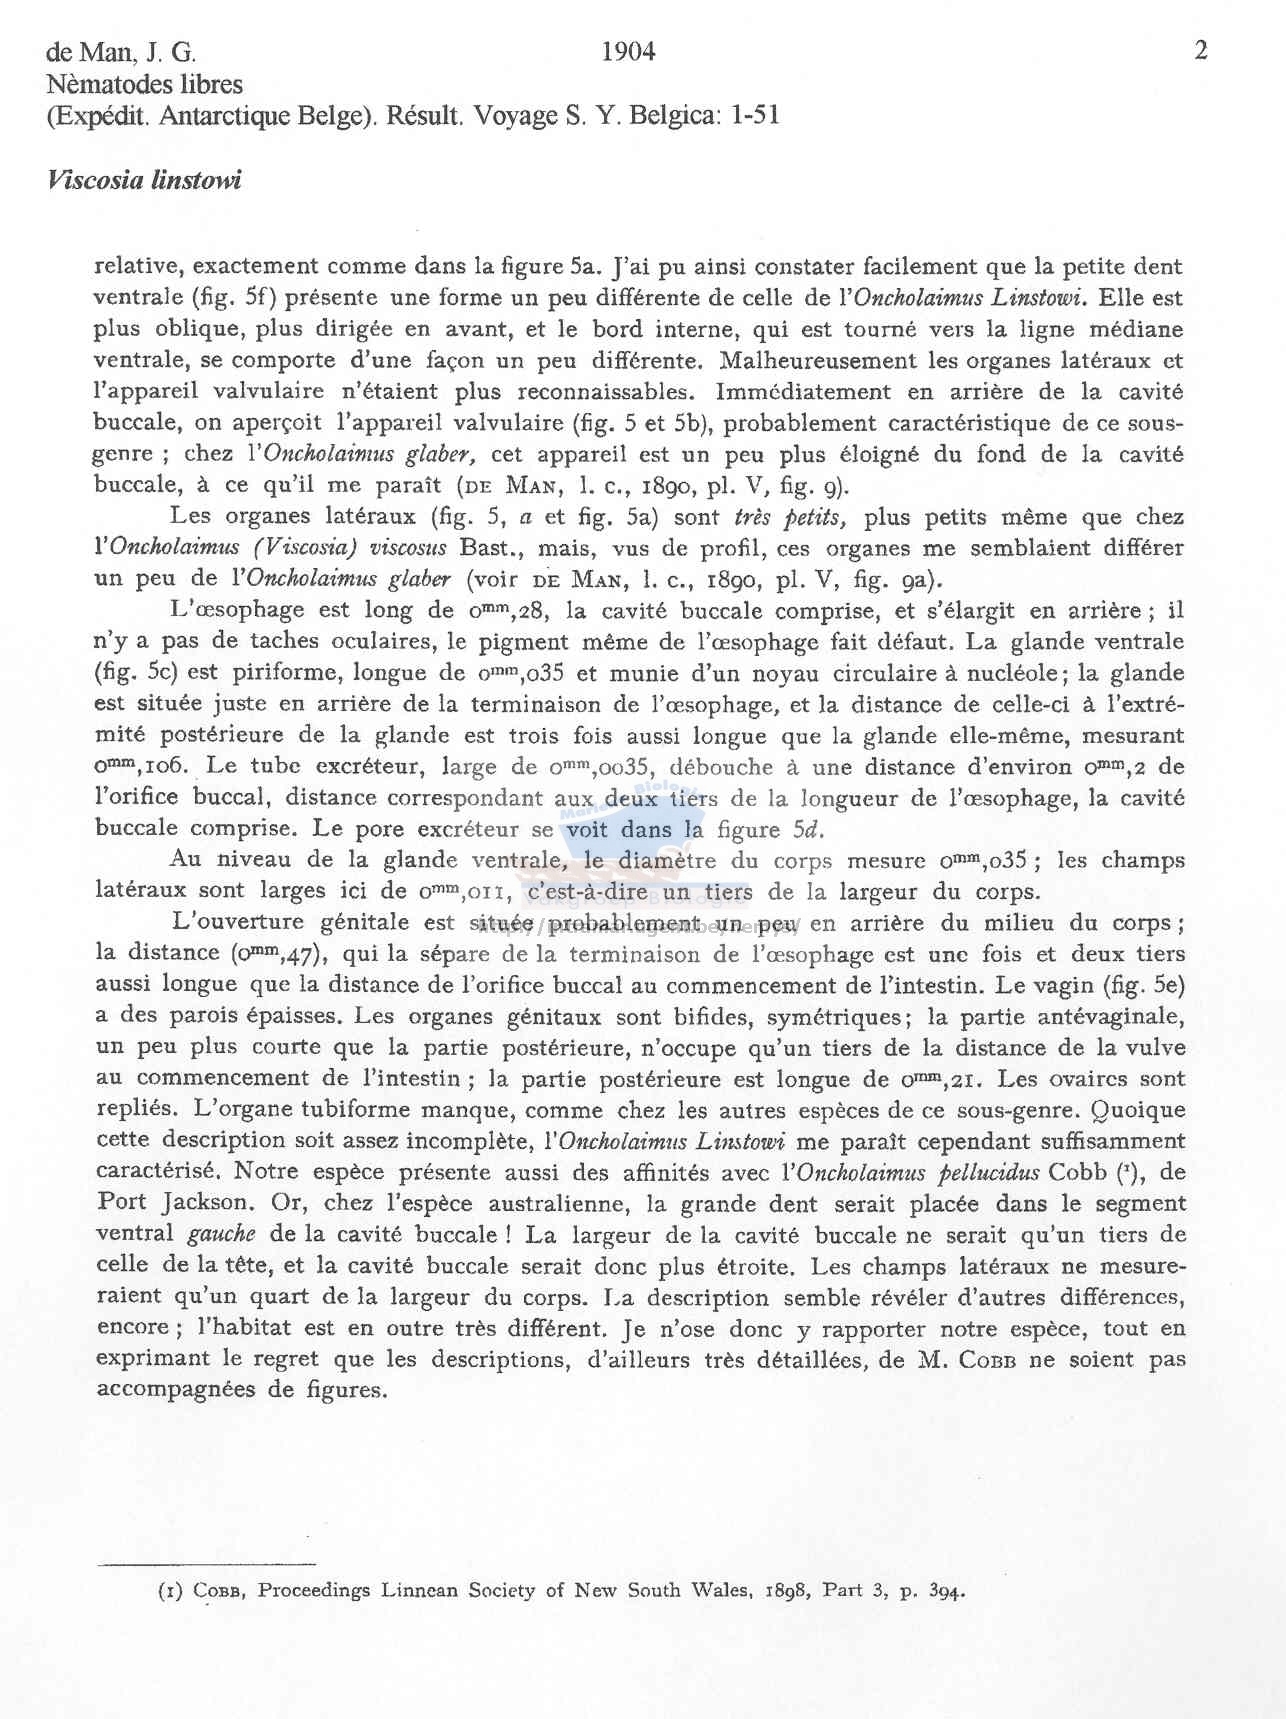 de Man, J. G. 1904 2
Nèmatodes libres
(Expédit. Antarctique Belge). Résult. Voyage S. Y. Belgica: 1-51
Viscosia linstowi
relative, exactement comme dans la figure 5a. J'ai pu ainsi constater facilement que la petite dent
ventrale (fig. 5f) présente une forme un peu différente de celle de l'Oncholaimus Linstowi. Elle est
plus oblique, plus dirigée en avant, et le bord interne, qui est tourné vers la ligne médiane
ventrale, se comporte d'une façon un peu différente. Malheureusement les organes latéraux et
l'appareil valvulaire n'étaient plus reconnaissables. Immédiatement en arrière de la cavité
buccale, on aperçoit l'appareil valvulaire (fig. 5 et 5b), probablement caractéristique de ce sous-
genre ; chez l'Oncholaimus glaber, cet appareil est un peu plus éloigné du fond de la cavité
buccale, à ce qu'il me paraît (DE MAN, l. c., 1890, pl. V, fig. 9).
Les organes latéraux (fig. 5, a et fig. 5a) sont très petits, plus petits même que chez
l'Oncholaimus (Viscosia) viscosus Bast., mais, vus de profil, ces organes me semblaient différer
un peu de l'Oncholaimus glaber (voir DE MAN, l. c., 1890, pl. V, fig. 9a).
L'œsophage est long de 0mm,28, la cavité buccale comprise, et s'élargit en arrière ; il
n'y a pas de taches oculaires, le pigment même de l'œsophage fait défaut. La glande ventrale
(fig. 5c) est piriforme, longue de 0mm,035 et munie d'un noyau circulaire à nucléole; la glande
est située juste en arrière de la terminaison de l'œsophage, et la distance de celle-ci à l'extré-
mité postérieure de la glande est trois fois aussi longue que la glande elle-même, mesurant
0mm,106. Le tube excréteur, large de 0mm,0035, débouche à une distance d'environ 0mm,2 de
l'orifice buccal, distance correspondant aux deux tiers de la longueur de l'œsophage, la cavité
buccale comprise. Le pore excréteur se voit dans la figure 5d.
Au niveau de la glande ventrale, le diamètre du corps mesure 0mm,035 ; les champs
latéraux sont larges ici de 0mm,011, c'est-à-dire un tiers de la largeur du corps.
L'ouverture génitale est située probablement un peu en arrière du milieu du corps ;
la distance (0mm,47), qui la sépare de la terminaison de l'œsophage est une fois et deux tiers
aussi longue que la distance de l'orifice buccal au commencement de l'intestin. Le vagin (fig. 5e)
a des parois épaisses. Les organes génitaux sont bifides, symétriques; la partie antévaginale,
un peu plus courte que la partie postérieure, n'occupe qu'un tiers de la distance de la vulve
au commencement de l'intestin ; la partie postérieure est longue de 0mm,21. Les ovaires sont
repliés. L'organe tubiforme manque, comme chez les autres espèces de ce sous-genre. Quoique
cette description soit assez incomplète, l'Oncholaimus Linstowi me paraît cependant suffisamment
caractérisé. Notre espèce présente aussi des affinités avec l'Oncholaimus pellucidus Cobb (1), de
Port Jackson. Or, chez l'espèce australienne, la grande dent serait placée dans le segment
ventral gauche de la cavité buccale ! La largeur de la cavité buccale ne serait qu'un tiers de
celle de la tête, et la cavité buccale serait donc plus étroite. Les champs latéraux ne mesure-
raient qu'un quart de la largeur du corps. La description semble révéler d'autres différences,
encore ; l'habitat est en outre très différent. Je n'ose donc y rapporter notre espèce, tout en
exprimant le regret que les descriptions, d'ailleurs très détaillées, de M. COBB ne soient pas
accompagnées de figures.
(1) COBB, Proceedings Linnean Society of New South Wales, 1898, Part 3, p. 394.